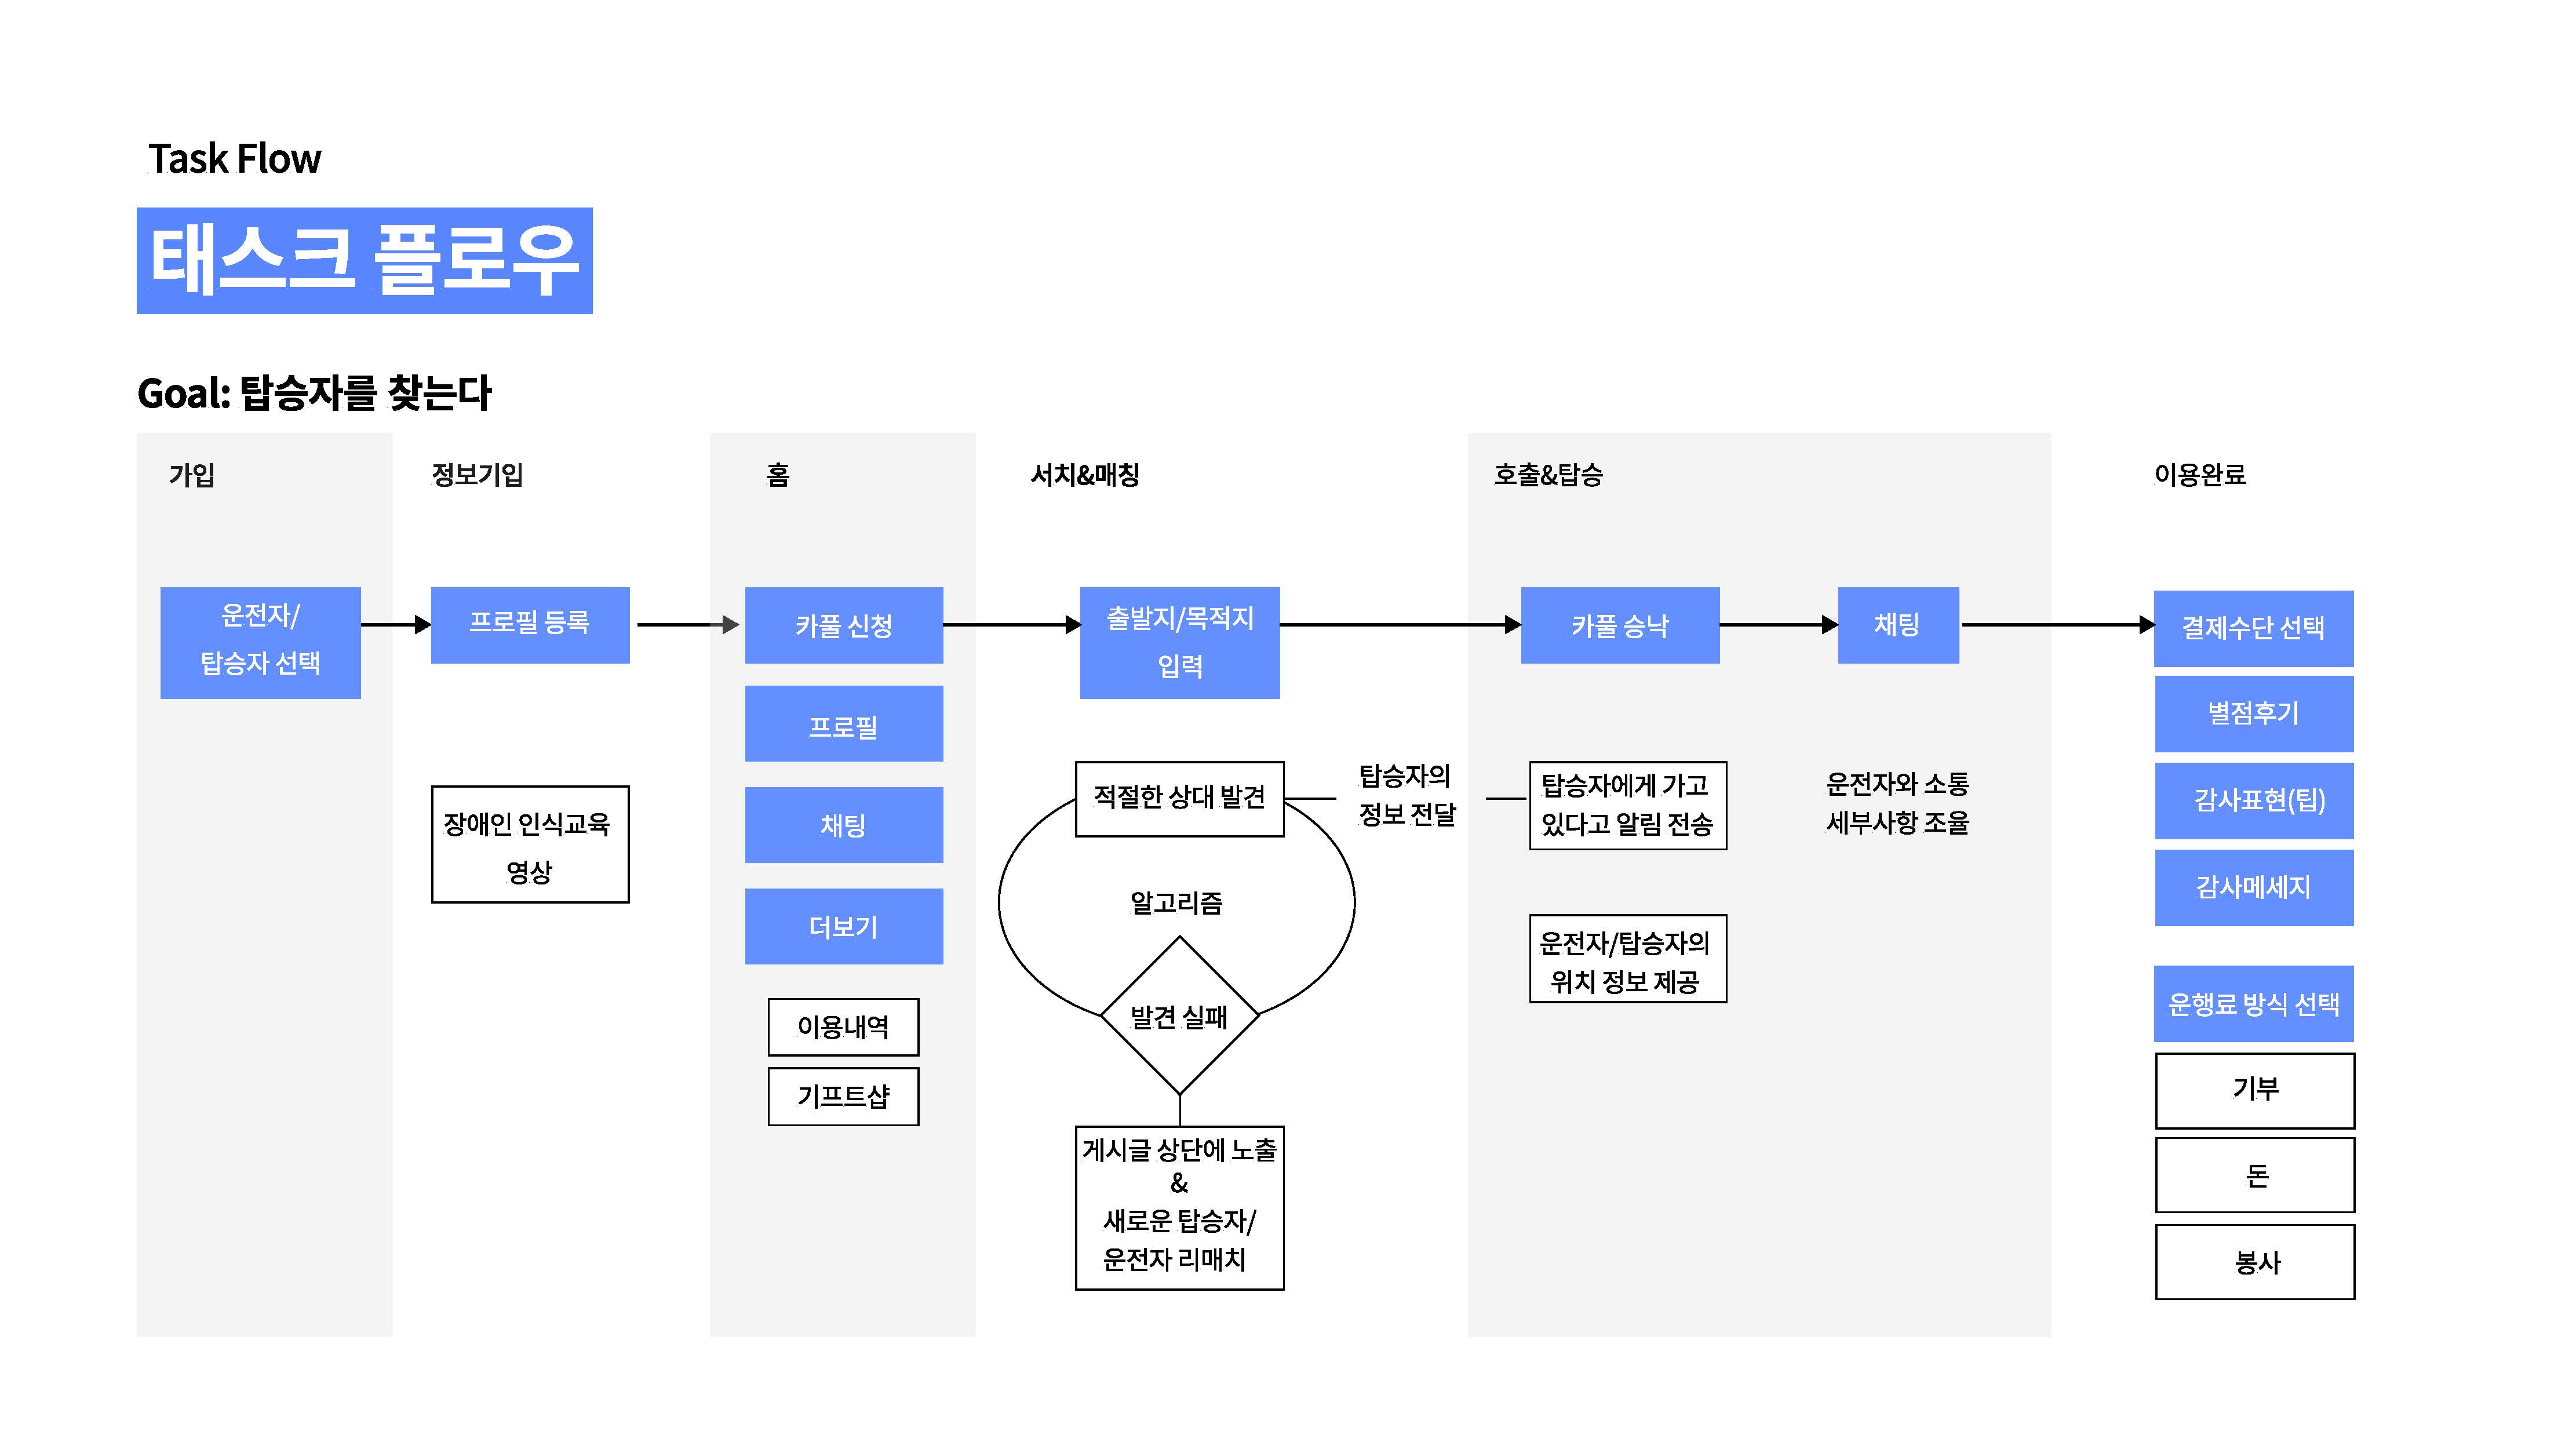 Task Flow
태스크 플로우
Goal: 탑승자를 찾는다
가입
정보기입
홈
서치&매칭
호출&탑승
이용완료
운전자/
탑승자 선택
프로필 등록
카풀 신청
출발지/목적지
입력
카풀 승낙
채팅
결제수단 선택
장애인 인식교육
영상
프로필
채팅
더보기
이용내역
기프트샵
적절한 상대 발견
탑승자의
정보 전달
알고리즘
발견 실패
게시글 상단에 노출
&
새로운 탑승자/
운전자 리매치
탑승자에게 가고
있다고 알림 전송
운전자/탑승자의
위치 정보 제공
운전자와 소통
세부사항 조율
별점후기
감사표현(팁)
감사메세지
운행료 방식 선택
기부
돈
봉사